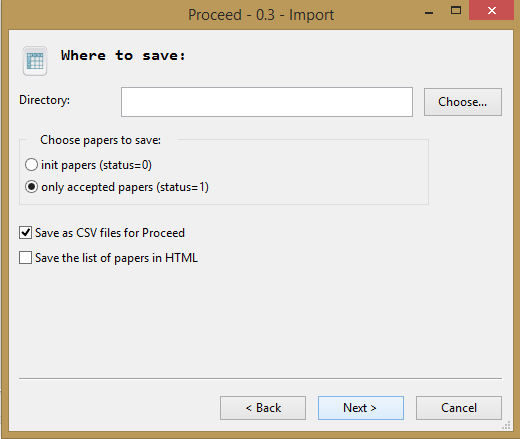 Proceed - 0.3 - Import
Where to save:
Directory:
Choose...
Choose papers to save:
init papers (status=0)
only accepted papers (status=1)
Save as CSV files for Proceed
Save the list of papers in HTML
< Back
Next >
Cancel